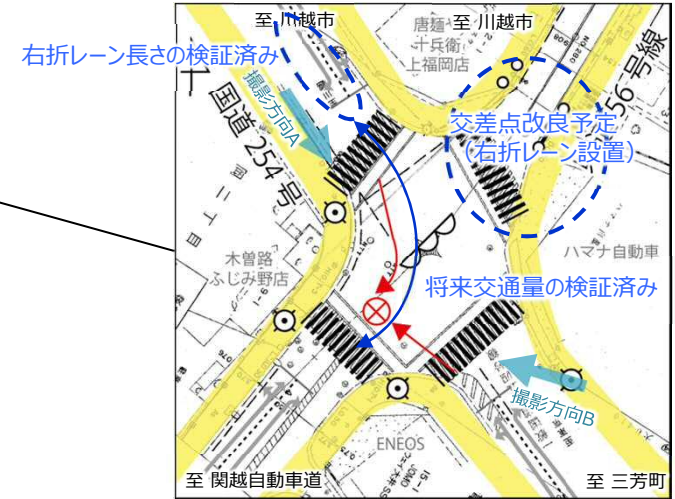 至 川越市
至 川越市
唐麺
十兵衛
上福岡店
右折レーン長さの検証済み
撮影方向A
国道 254 号
56 号線
交差点改良予定
(右折レーン設置)
二丁目
木曽路
ふじみ野店
ハマナ自動車
将来交通量の検証済み
撮影方向B
ENEOS
至 関越自動車道
至 三芳町